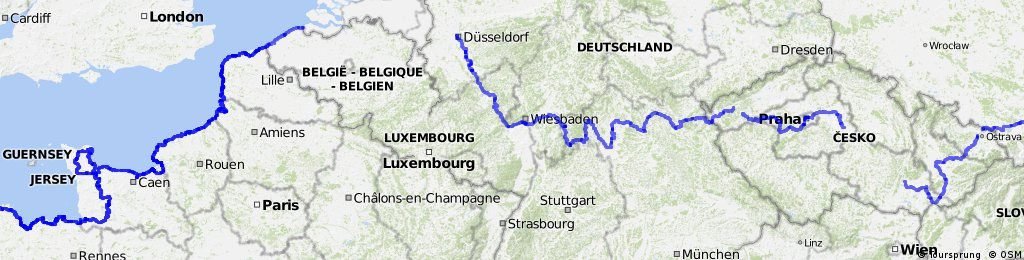 Cardiff
London
Düsseldorf
DEUTSCHLAND
Dresden
Wrocław
Lille
BELGIË - BELGIQUE
- BELGIEN
Wiesbaden
Praha
Amiens
LUXEMBOURG
ČESKO
Ostrava
GUERNSEY
Luxembourg
Rouen
JERSEY
Caen
Paris
Châlons-en-Champagne
Stuttgart
Strasbourg
SLOV
Linz
Wien
Rennes
München
© Toursprung © OSM